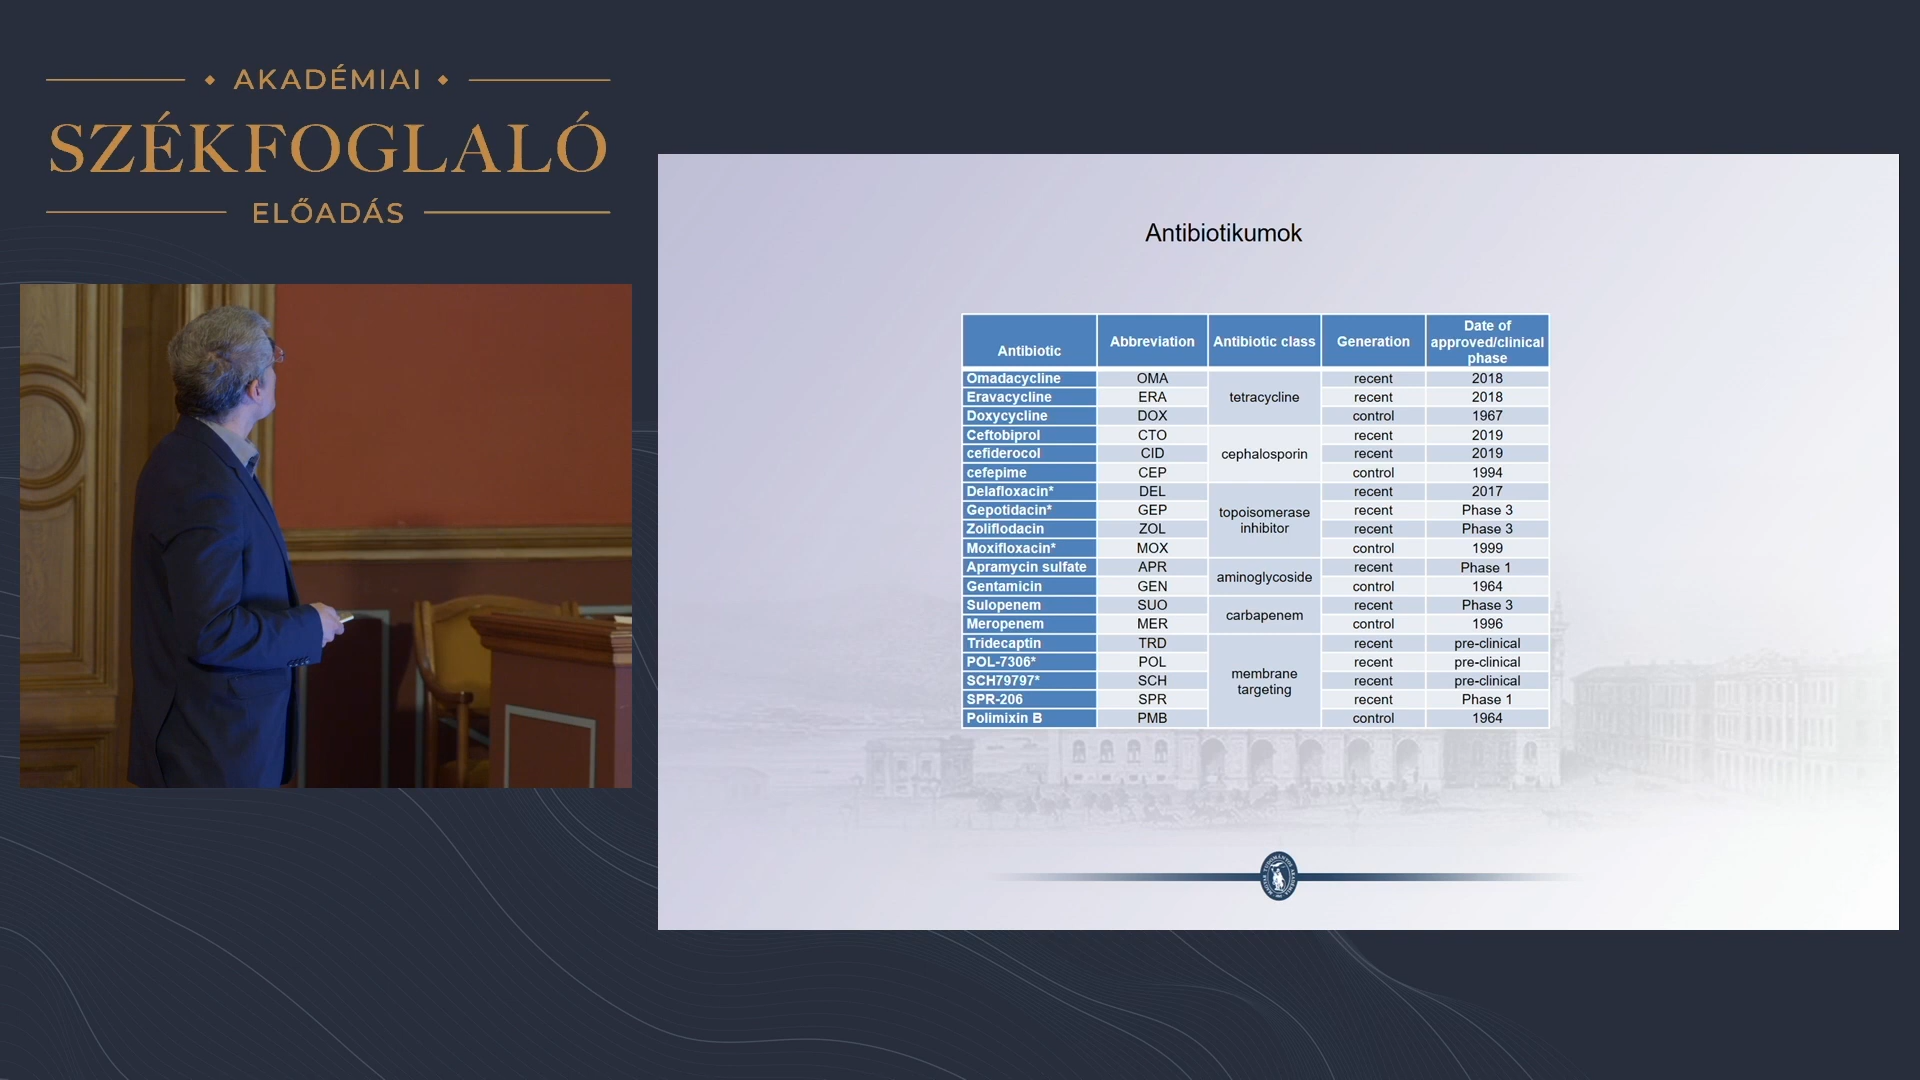 AKADÉMIAI
SZÉKFOGLALÓ
ELŐADÁS
Antibiotikumok
Antibiotic Abbreviation Antibiotic class Generation Date of approved/clinical phase
Omadacycline OMA tetracycline recent 2018
Eravacycline ERA recent 2018
Doxycycline DOX control 1967
Ceftobiprol CTO cephalosporin recent 2019
cefiderocol CID recent 2019
cefepime CEP control 1994
Delafloxacin* DEL topoisomerase inhibitor recent 2017
Gepotidacin* GEP recent Phase 3
Zoliflodacin ZOL recent Phase 3
Moxifloxacin* MOX control 1999
Apramycin sulfate APR aminoglycoside recent Phase 1
Gentamicin GEN control 1964
Sulopenem SUO carbapenem recent Phase 3
Meropenem MER control 1996
Tridecaptin TRD membrane targeting recent pre-clinical
POL-7306* POL recent pre-clinical
SCH79797* SCH recent pre-clinical
SPR-206 SPR recent Phase 1
Polimixin B PMB control 1964